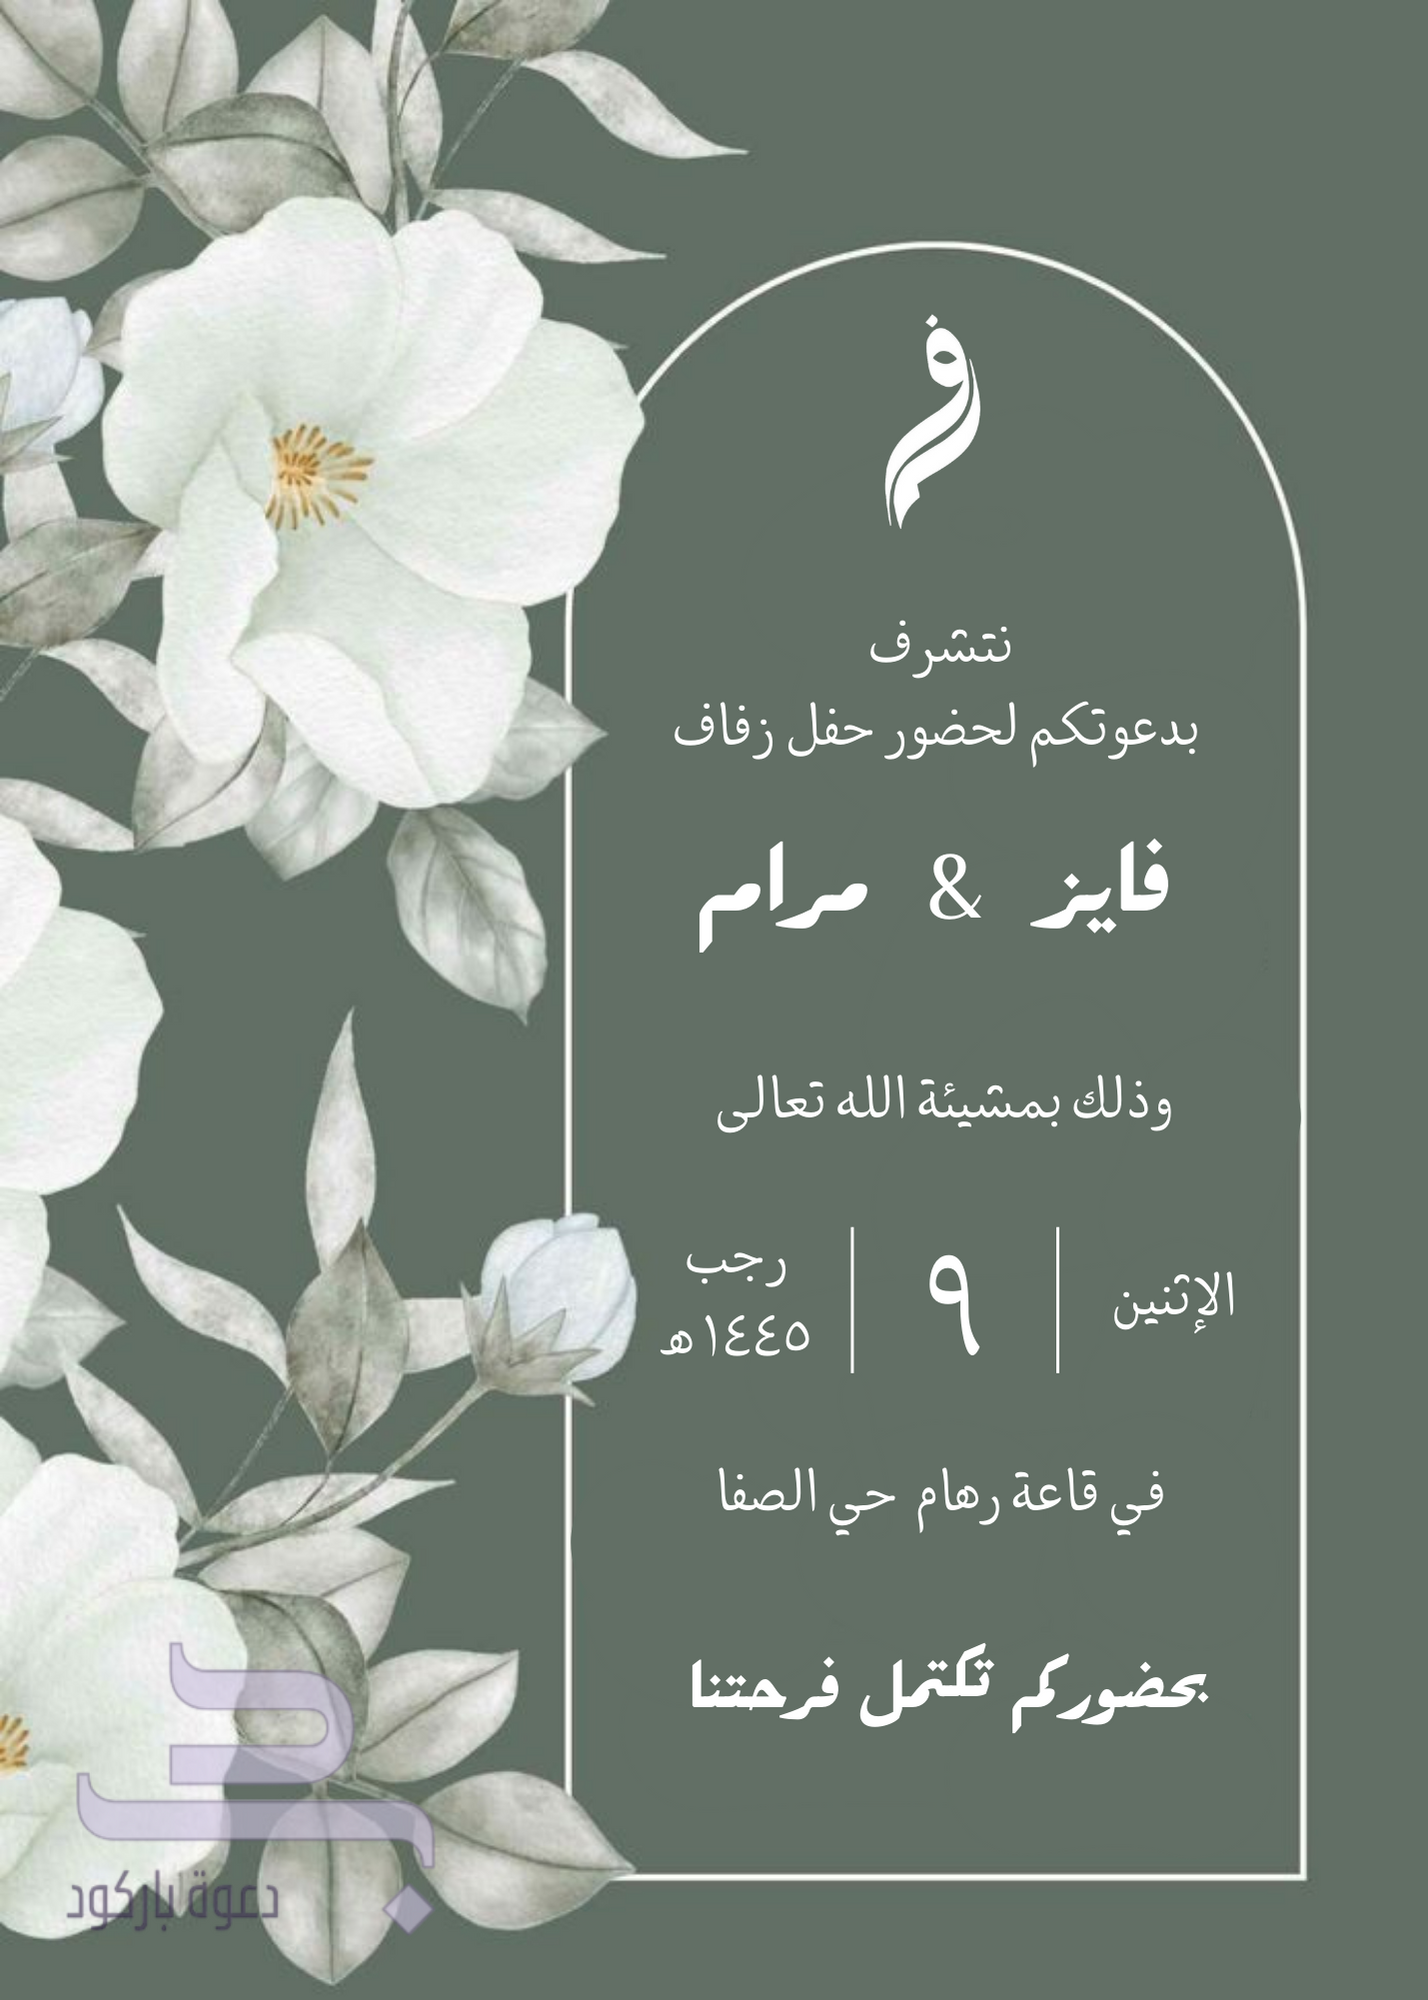 فم
نتشرف
بدعوتكم لحضور حفل زفاف
فايز & مرام
وذلك بمشيئة الله تعالى
الإثنين
٩
رجب
١٤٤٥هـ
في قاعة رهام حي الصفا
بحضوركم تكتمل فرحتنا
دعوة باركود